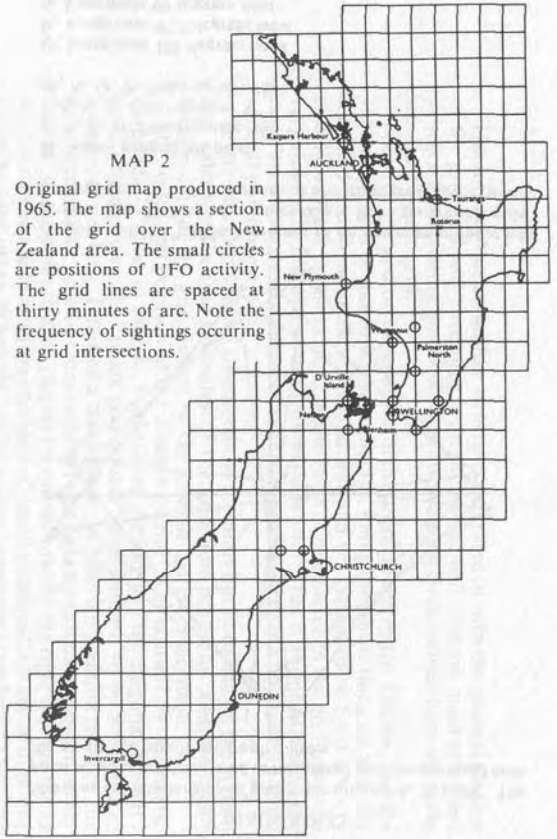 Kaipara Harbour
MAP 2
AUCKLAND
Original grid map produced in
1965. The map shows a section
of the grid over the New
Zealand area. The small circles
are positions of UFO activity.
The grid lines are spaced at
thirty minutes of arc. Note the
frequency of sightings occuring
at grid intersections.
Tauranga
Rotorua
New Plymouth
Wanganui
Palmerston
North
D'Urville
Island
Nelson
WELLINGTON
Blenheim
CHRISTCHURCH
DUNEDIN
Invercargill